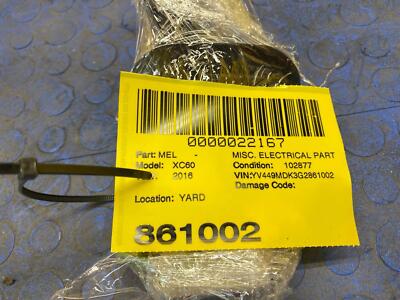 0000022167
Part: MEL - MISC. ELECTRICAL PART
Model: XC60 Condition: 102877
2016 VIN:YV449MDK3G2861002
Damage Code:
Location: YARD
861002